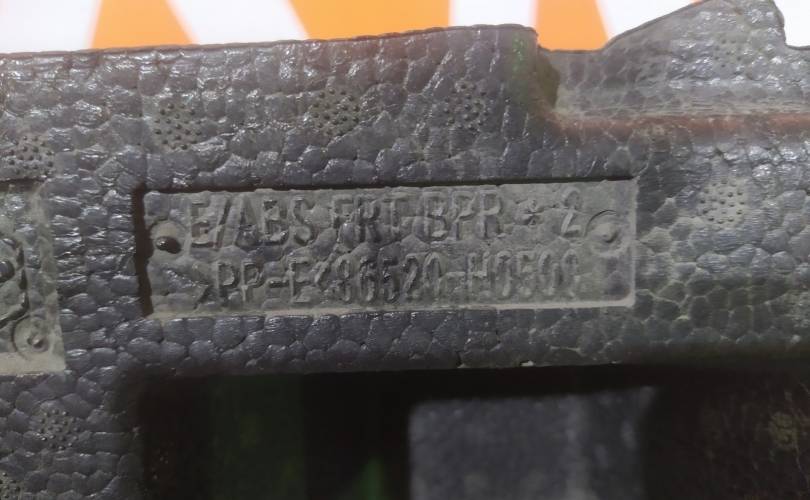 E/ABS FRT BPR * 2
>PP-E<86520-H0500